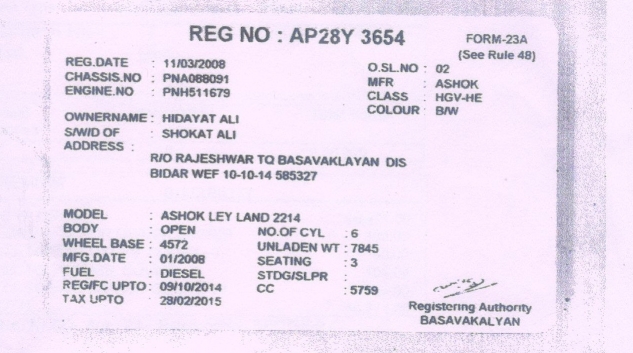 REG NO : AP28Y 3654
FORM-23A
(See Rule 48)
REG.DATE : 11/03/2008
O.SL.NO : 02
CHASSIS.NO : PNA088091
MFR : ASHOK
ENGINE.NO : PNH511679
CLASS : HGV-HE
COLOUR : B/W
OWNERNAME : HIDAYAT ALI
S/W/D OF : SHOKAT ALI
ADDRESS :
R/O RAJESHWAR TQ BASAVAKLAYAN DIS
BIDAR WEF 10-10-14 585327
MODEL : ASHOK LEY LAND 2214
BODY : OPEN NO.OF CYL : 6
WHEEL BASE : 4572 UNLADEN WT : 7845
MFG.DATE : 01/2008 SEATING : 3
FUEL : DIESEL STDG/SLPR :
REG/FC UPTO : 09/10/2014 CC : 5759
TAX UPTO : 28/02/2015
Registering Authority
BASAVAKALYAN